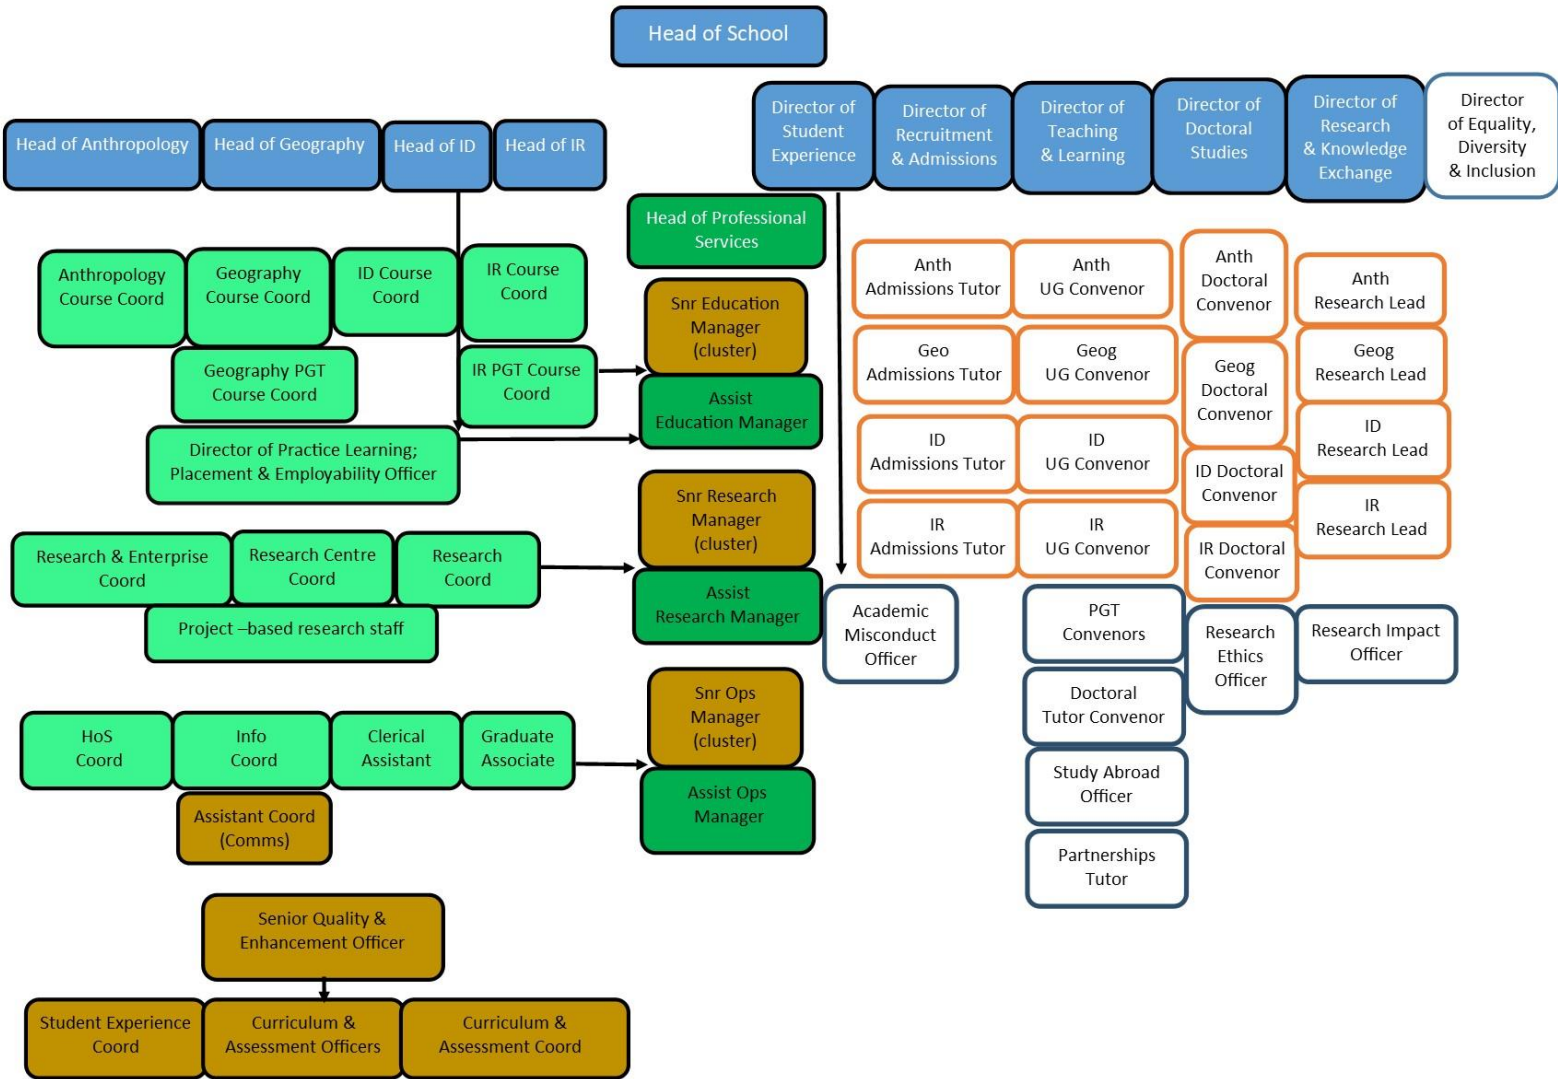 Head of School
Head of Anthropology
Head of Geography
Head of ID
Head of IR
Director of
Student
Experience
Director of
Recruitment
& Admissions
Director of
Teaching
& Learning
Director of
Doctoral
Studies
Director of
Research
& Knowledge
Exchange
Director
of Equality,
Diversity
& Inclusion
Head of Professional
Services
Anthropology
Course Coord
Geography
Course Coord
ID Course
Coord
IR Course
Coord
Geography PGT
Course Coord
IR PGT Course
Coord
Director of Practice Learning;
Placement & Employability Officer
Snr Education
Manager
(cluster)
Assist
Education Manager
Research & Enterprise
Coord
Research Centre
Coord
Research
Coord
Project –based research staff
Snr Research
Manager
(cluster)
Assist
Research Manager
HoS
Coord
Info
Coord
Clerical
Assistant
Graduate
Associate
Assistant Coord
(Comms)
Snr Ops
Manager
(cluster)
Assist Ops
Manager
Senior Quality &
Enhancement Officer
Student Experience
Coord
Curriculum &
Assessment Officers
Curriculum &
Assessment Coord
Academic
Misconduct
Officer
Anth
Admissions Tutor
Geo
Admissions Tutor
ID
Admissions Tutor
IR
Admissions Tutor
Anth
UG Convenor
Geog
UG Convenor
ID
UG Convenor
IR
UG Convenor
PGT
Convenors
Doctoral
Tutor Convenor
Study Abroad
Officer
Partnerships
Tutor
Anth
Doctoral
Convenor
Geog
Doctoral
Convenor
ID Doctoral
Convenor
IR Doctoral
Convenor
Research
Ethics
Officer
Anth
Research Lead
Geog
Research Lead
ID
Research Lead
IR
Research Lead
Research Impact
Officer